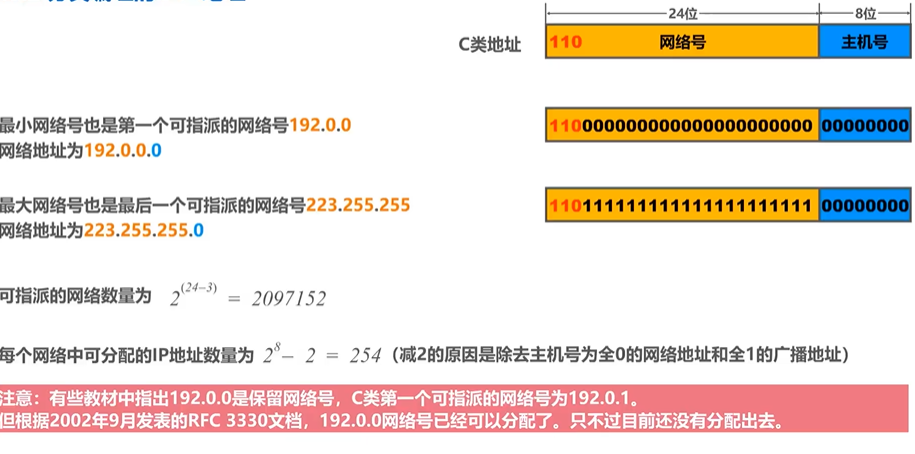 24位 8位
C类地址 110 网络号 主机号
最小网络号也是第一个可指派的网络号192.0.0
网络地址为192.0.0.0
110000000000000000000000 00000000
最大网络号也是最后一个可指派的网络号223.255.255
网络地址为223.255.255.0
110111111111111111111111 00000000
可指派的网络数量为 2^(24-3) = 2097152
每个网络中可分配的IP地址数量为 2^8 - 2 = 254（减2的原因是除去主机号为全0的网络地址和全1的广播地址）
注意：有些教材中指出192.0.0是保留网络号，C类第一个可指派的网络号为192.0.1。
但根据2002年9月发表的RFC 3330文档，192.0.0网络号已经可以分配了。只不过目前还没有分配出去。